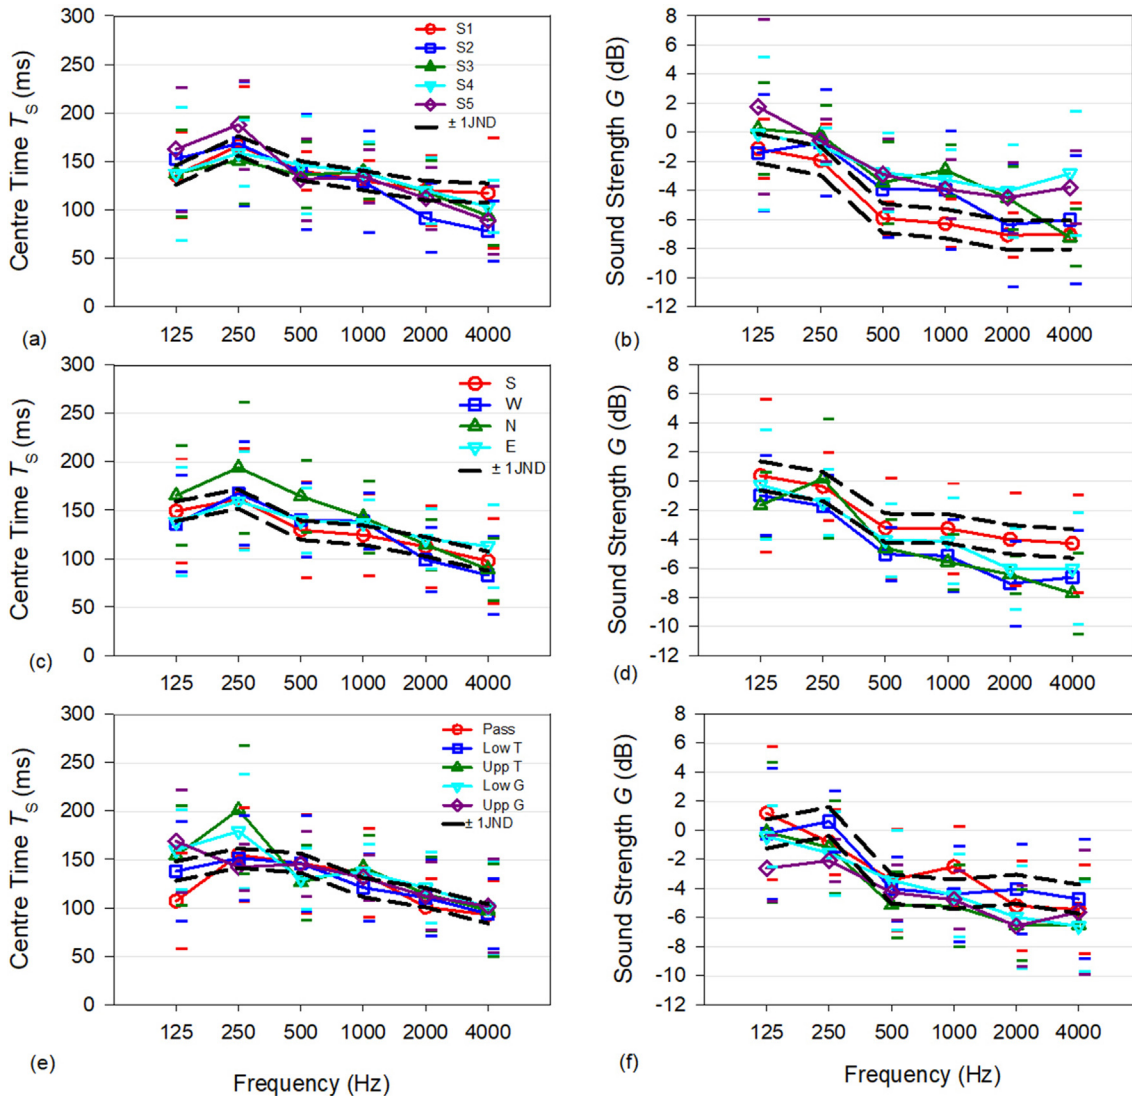 300
250
200
150
100
50
0
Centre Time T_S (ms)
S1
S2
S3
S4
S5
± 1JND
125 250 500 1000 2000 4000
(a)
8
6
4
2
0
-2
-4
-6
-8
-10
-12
Sound Strength G (dB)
125 250 500 1000 2000 4000
(b)
300
250
200
150
100
50
0
Centre Time T_S (ms)
S
W
N
E
± 1JND
125 250 500 1000 2000 4000
(c)
8
6
4
2
0
-2
-4
-6
-8
-10
-12
Sound Strength G (dB)
125 250 500 1000 2000 4000
(d)
300
250
200
150
100
50
0
Centre Time T_S (ms)
Pass
Low T
Upp T
Low G
Upp G
± 1JND
125 250 500 1000 2000 4000
(e)
Frequency (Hz)
8
6
4
2
0
-2
-4
-6
-8
-10
-12
Sound Strength G (dB)
125 250 500 1000 2000 4000
(f)
Frequency (Hz)